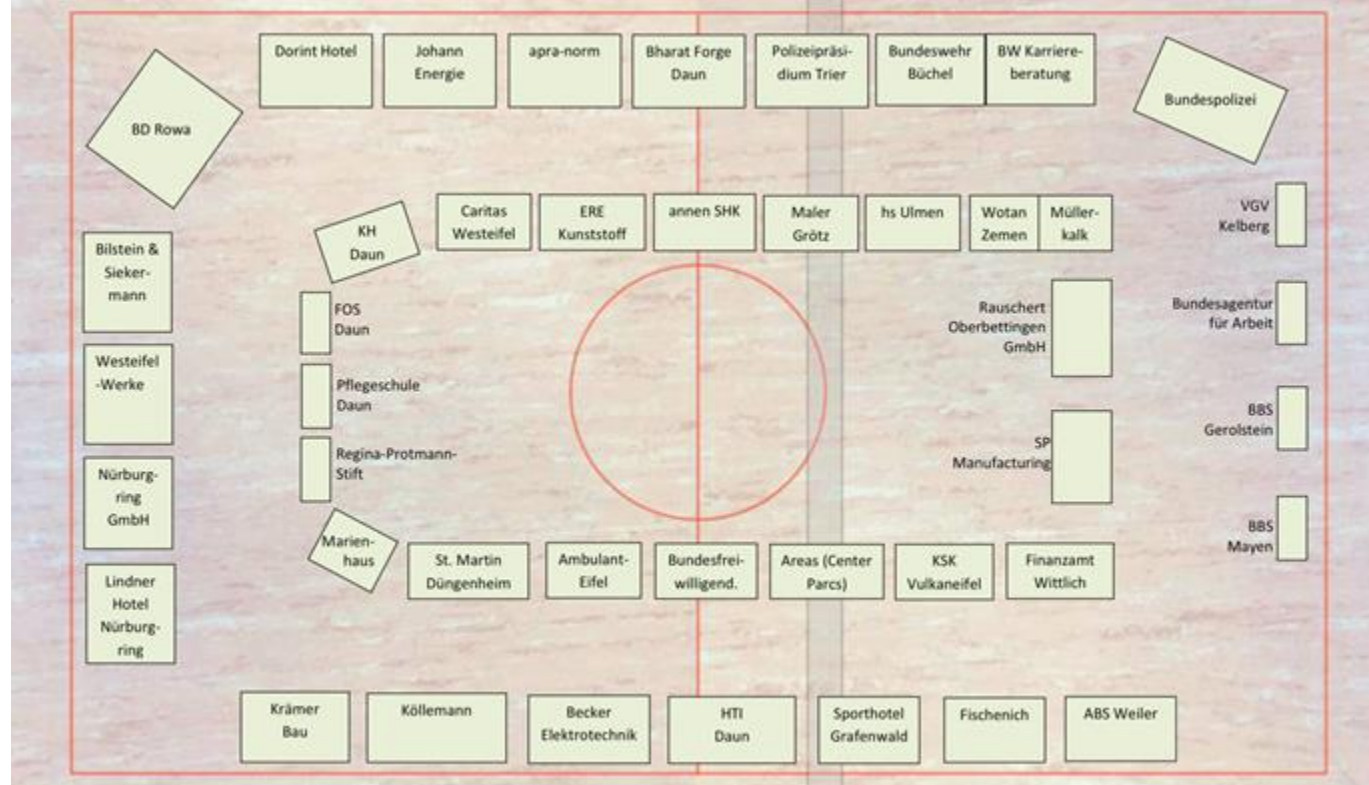 Dorint Hotel
Johann
Energie
apra-norm
Bharat Forge
Daun
Polizeipräsi-
dium Trier
Bundeswehr
Büchel
BW Karriere-
beratung
Bundespolizei
BD Rowa
KH
Daun
Caritas
Westeifel
ERE
Kunststoff
annen SHK
Maler
Grötz
hs Ulmen
Wotan
Zemen
Müller-
kalk
VGV
Kelberg
Bilstein &
Sieker-
mann
FOS
Daun
Rauschert
Oberbettingen
GmbH
Bundesagentur
für Arbeit
Westeifel
-Werke
Pflegeschule
Daun
BBS
Gerolstein
Regina-Protmann-
Stift
SP
Manufacturing
Nürburg-
ring
GmbH
BBS
Mayen
Marien-
haus
St. Martin
Düngenheim
Ambulant-
Eifel
Bundesfrei-
willigend.
Areas (Center
Parcs)
KSK
Vulkaneifel
Finanzamt
Wittlich
Lindner
Hotel
Nürburg-
ring
Krämer
Bau
Köllemann
Becker
Elektrotechnik
HTI
Daun
Sporthotel
Grafenwald
Fischenich
ABS Weiler